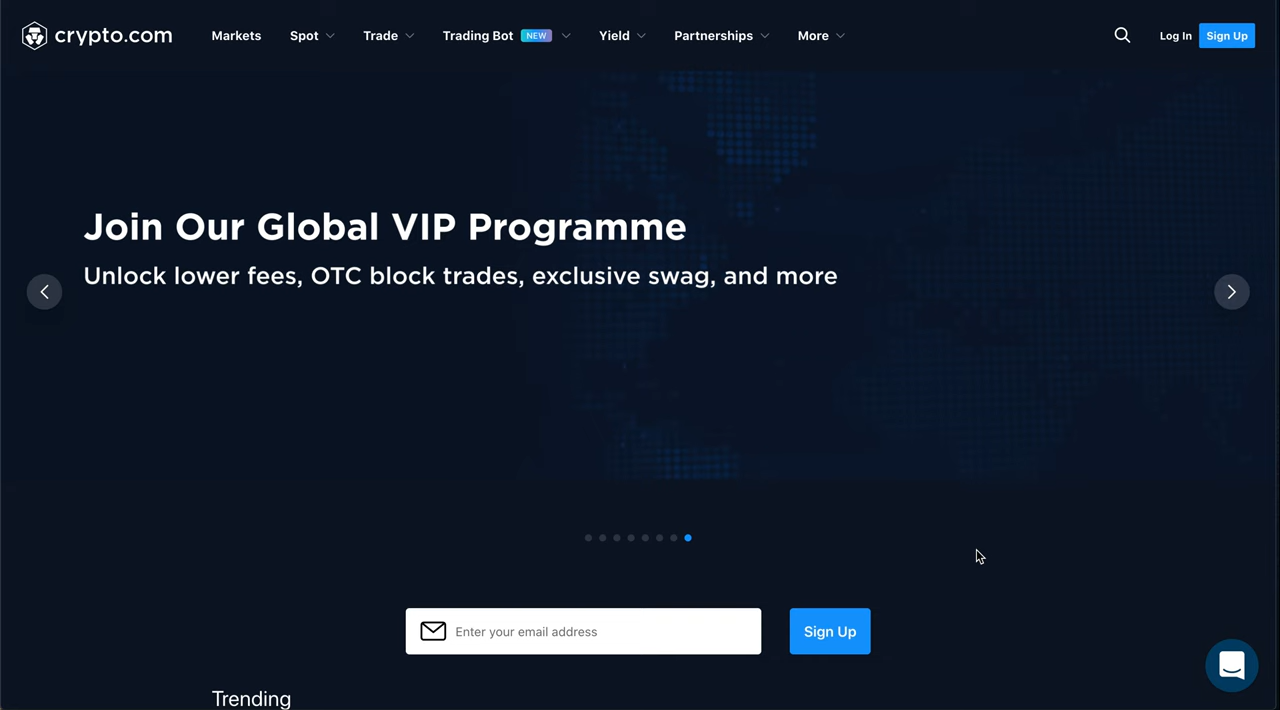 crypto.com
Markets
Spot
Trade
Trading Bot NEW
Yield
Partnerships
More
Log In
Sign Up
Join Our Global VIP Programme
Unlock lower fees, OTC block trades, exclusive swag, and more
Enter your email address
Sign Up
Trending